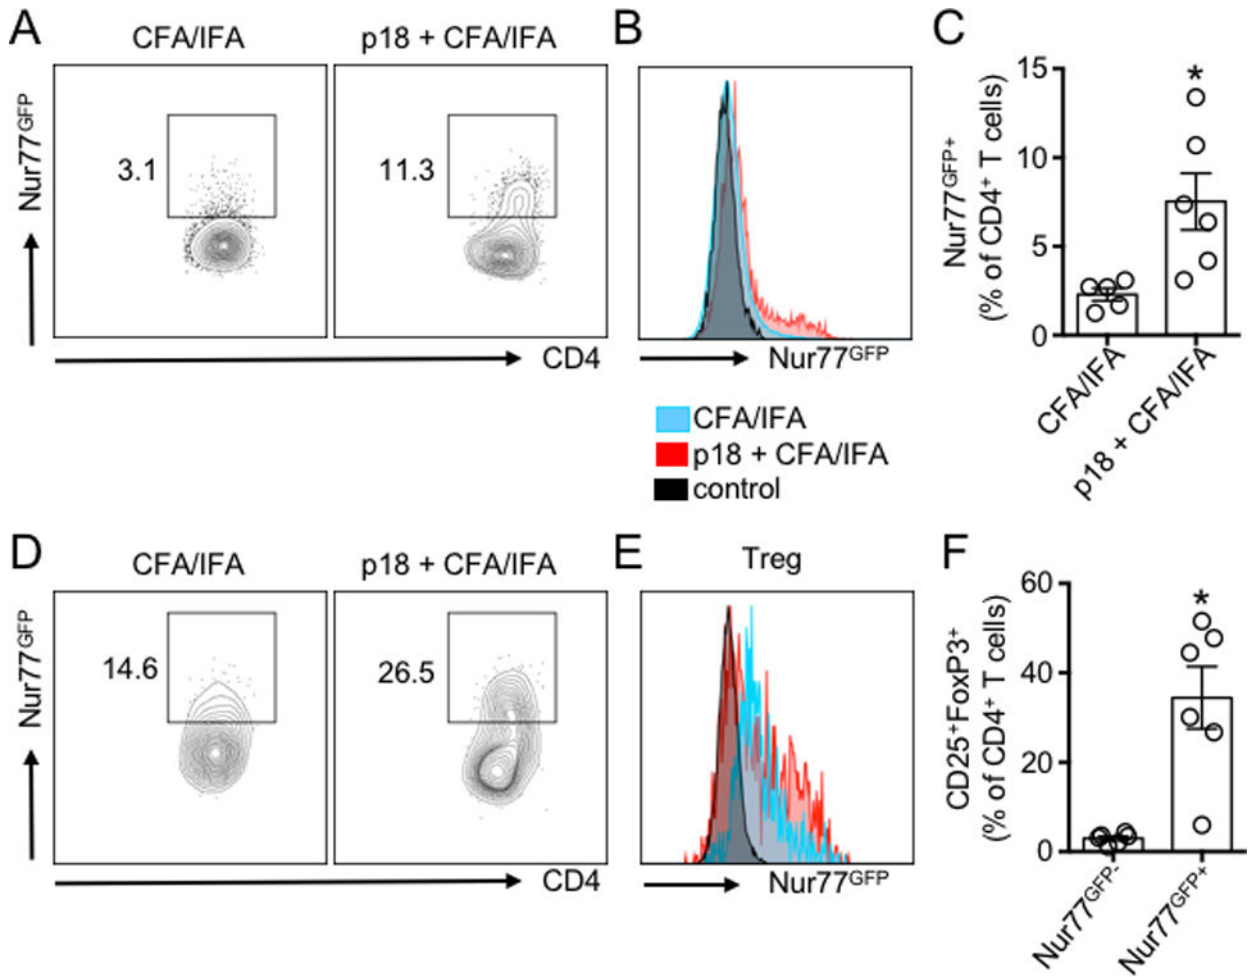 A
CFA/IFA
p18 + CFA/IFA
Nur77GFP
3.1
11.3
CD4
B
Nur77GFP
CFA/IFA
p18 + CFA/IFA
control
C
Nur77GFP+
(% of CD4+ T cells)
15
10
5
0
*
CFA/IFA
p18 + CFA/IFA
D
CFA/IFA
p18 + CFA/IFA
Nur77GFP
14.6
26.5
CD4
E
Treg
Nur77GFP
F
CD25+FoxP3+
(% of CD4+ T cells)
60
40
20
0
*
Nur77GFP-
Nur77GFP+